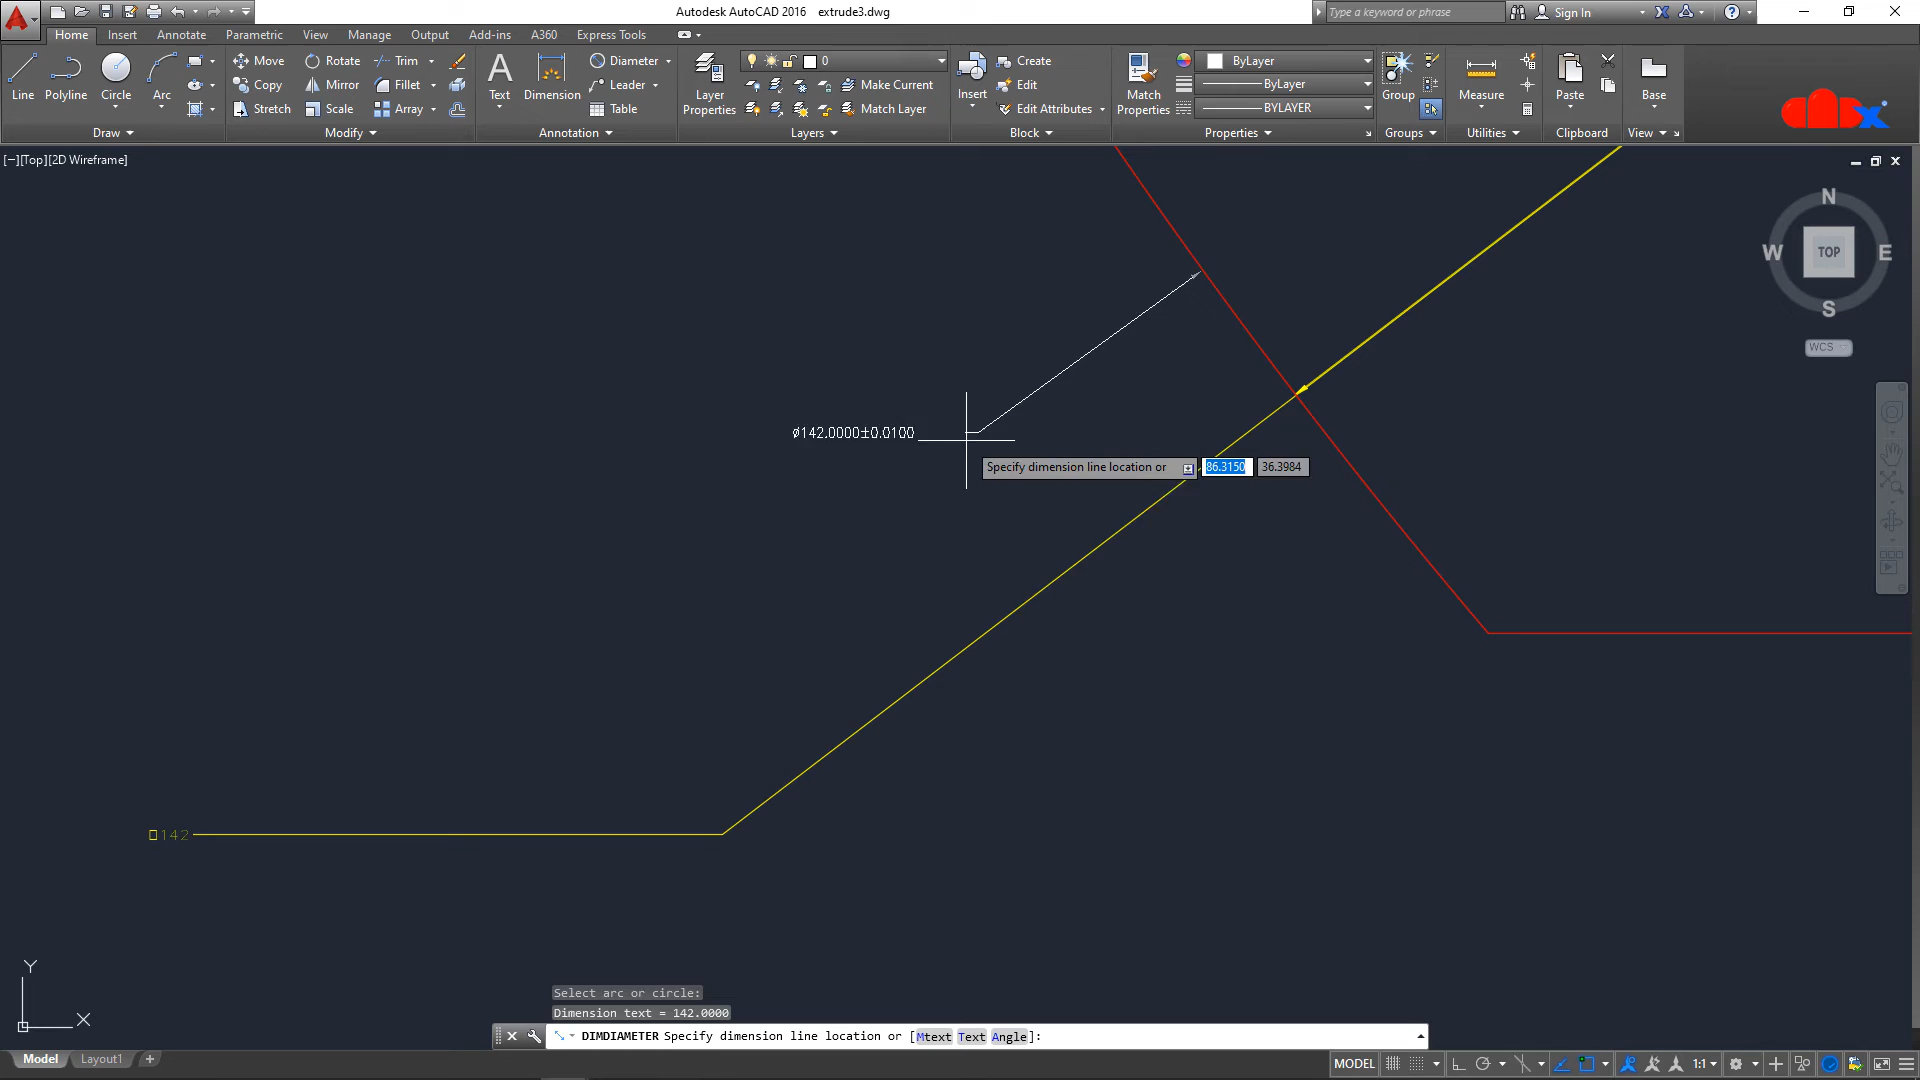 Autodesk AutoCAD 2016 extrude3.dwg
Type a keyword or phrase
Sign In
Home Insert Annotate Parametric View Manage Output Add-ins A360 Express Tools
Line
Polyline
Circle
Arc
Move
Rotate
Trim
Copy
Mirror
Fillet
Stretch
Scale
Array
Draw
Modify
Text
Dimension
Diameter
Leader
Table
Annotation
Layer
Properties
0
Make Current
Match Layer
Layers
Insert
Create
Edit
Edit Attributes
Block
Match
Properties
ByLayer
ByLayer
BYLAYER
Properties
Group
Groups
Measure
Utilities
Paste
Clipboard
Base
View
[−][Top][2D Wireframe]
N
W
TOP
E
S
WCS
ø142.0000±0.0100
Specify dimension line location or 86.3150 36.3984
□142
Y
X
Select arc or circle:
Dimension text = 142.0000
DIMDIAMETER Specify dimension line location or [Mtext Text Angle]:
Model Layout1 +
MODEL
1:1